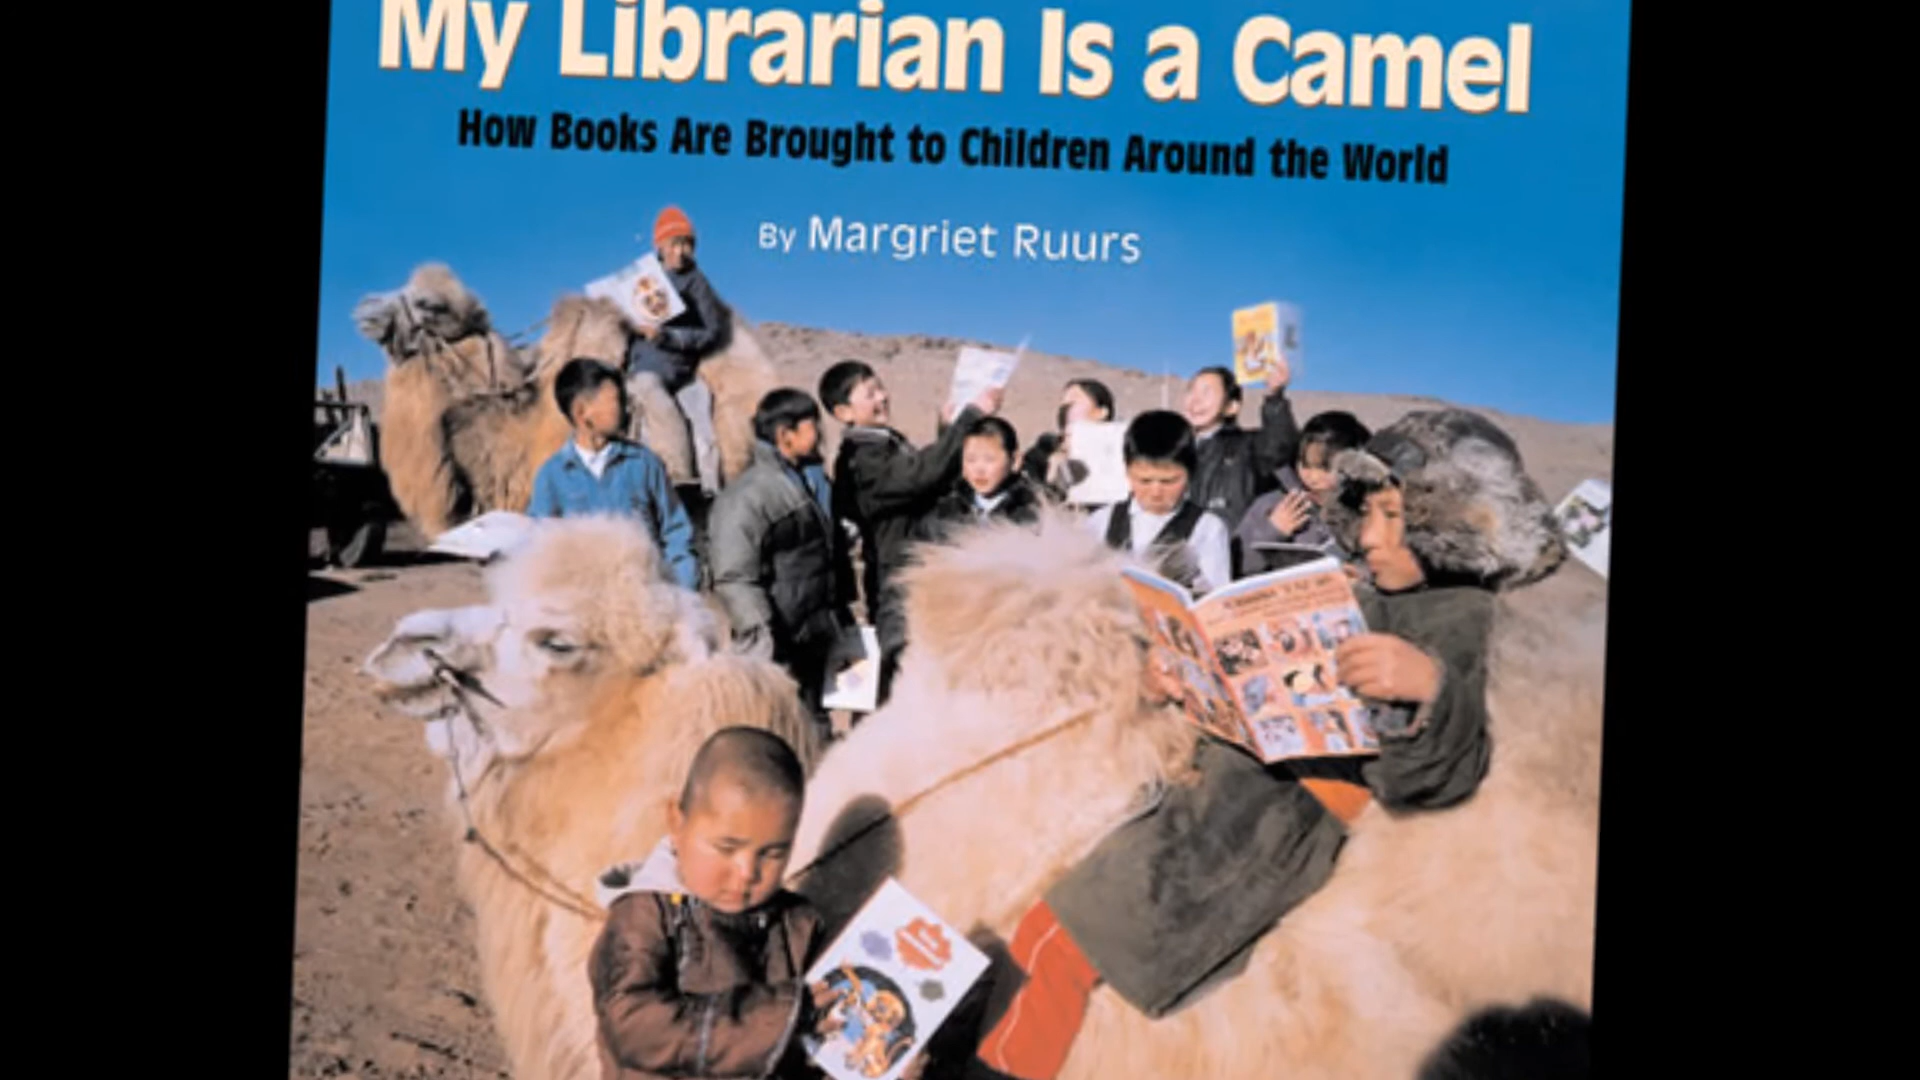 My Librarian Is a Camel
How Books Are Brought to Children Around the World
By Margriet Ruurs